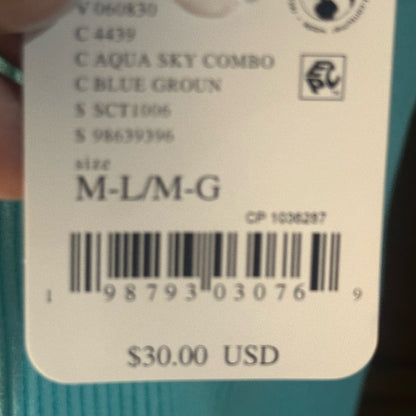 V 060830
C 4439
C AQUA SKY COMBO
C BLUE GROUN
S SCT1006
S 98639396
size
M-L/M-G
CP 1036287
1 98793 03076 9
$30.00 USD